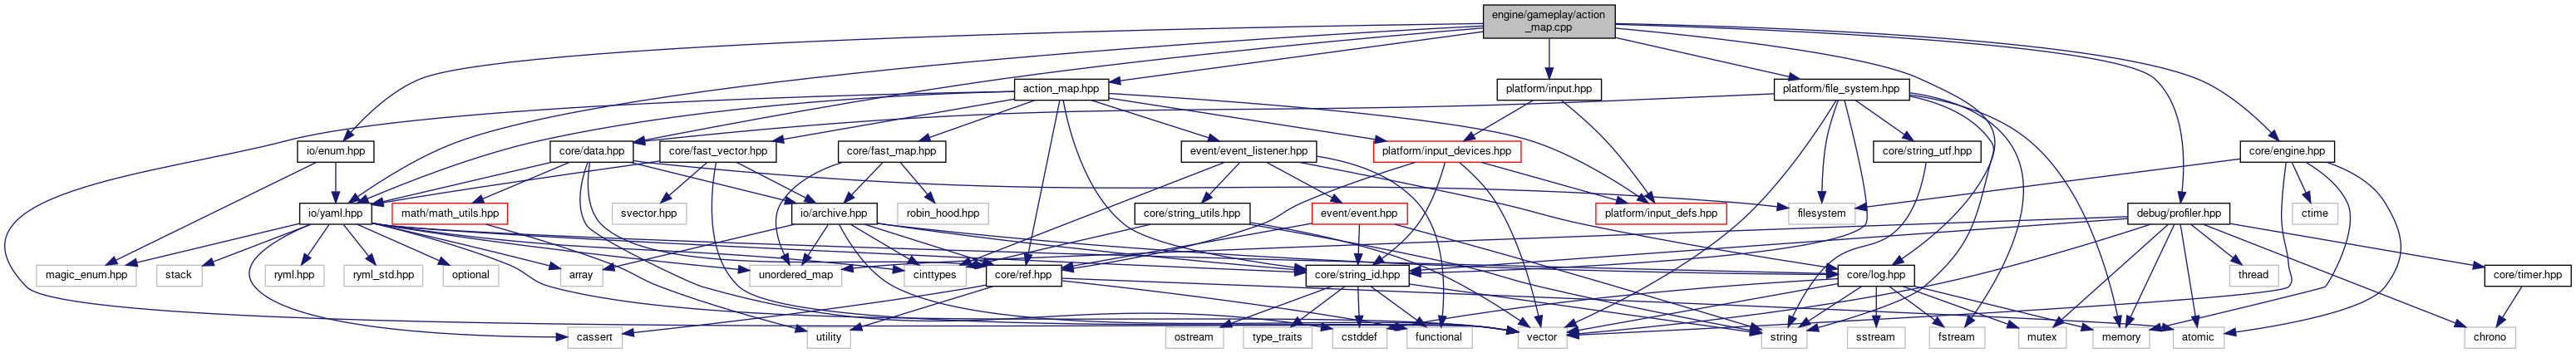 engine/gameplay/action
_map.cpp
action_map.hpp
platform/input.hpp
platform/file_system.hpp
io/enum.hpp
core/data.hpp
core/fast_vector.hpp
core/fast_map.hpp
event/event_listener.hpp
platform/input_devices.hpp
core/string_utf.hpp
core/engine.hpp
io/yaml.hpp
math/math_utils.hpp
svector.hpp
io/archive.hpp
robin_hood.hpp
core/string_utils.hpp
event/event.hpp
platform/input_defs.hpp
filesystem
debug/profiler.hpp
ctime
magic_enum.hpp
stack
ryml.hpp
ryml_std.hpp
optional
array
unordered_map
cinttypes
core/ref.hpp
core/string_id.hpp
core/log.hpp
thread
core/timer.hpp
cassert
utility
ostream
type_traits
cstddef
functional
vector
string
sstream
fstream
mutex
memory
atomic
chrono